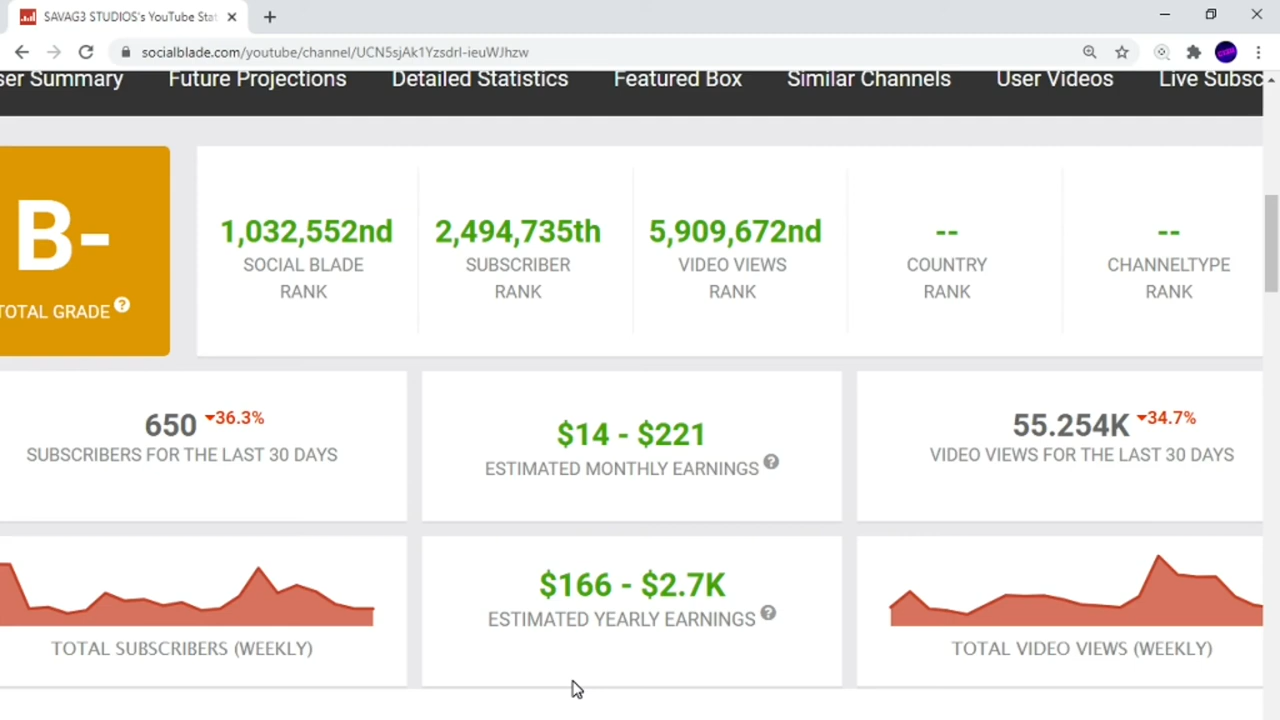 SAVAG3 STUDIOS's YouTube Stat
socialblade.com/youtube/channel/UCN5sjAk1Yzsdrl-ieuWJhzw
ser Summary Future Projections Detailed Statistics Featured Box Similar Channels User Videos Live Subsc
B-
TOTAL GRADE ?
1,032,552nd
SOCIAL BLADE
RANK
2,494,735th
SUBSCRIBER
RANK
5,909,672nd
VIDEO VIEWS
RANK
--
COUNTRY
RANK
--
CHANNELTYPE
RANK
650 36.3%
SUBSCRIBERS FOR THE LAST 30 DAYS
$14 - $221
ESTIMATED MONTHLY EARNINGS ?
55.254K 34.7%
VIDEO VIEWS FOR THE LAST 30 DAYS
TOTAL SUBSCRIBERS (WEEKLY)
$166 - $2.7K
ESTIMATED YEARLY EARNINGS ?
TOTAL VIDEO VIEWS (WEEKLY)